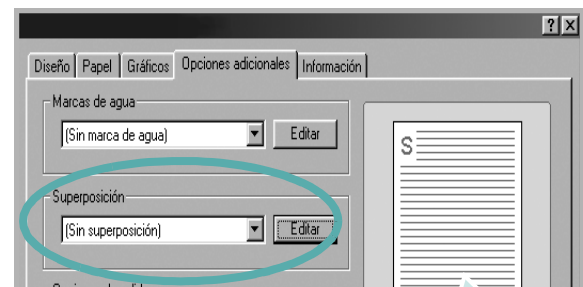 Diseño Papel Gráficos Opciones adicionales Información
Marcas de agua
(Sin marca de agua) Editar
Superposición
(Sin superposición) Editar
S